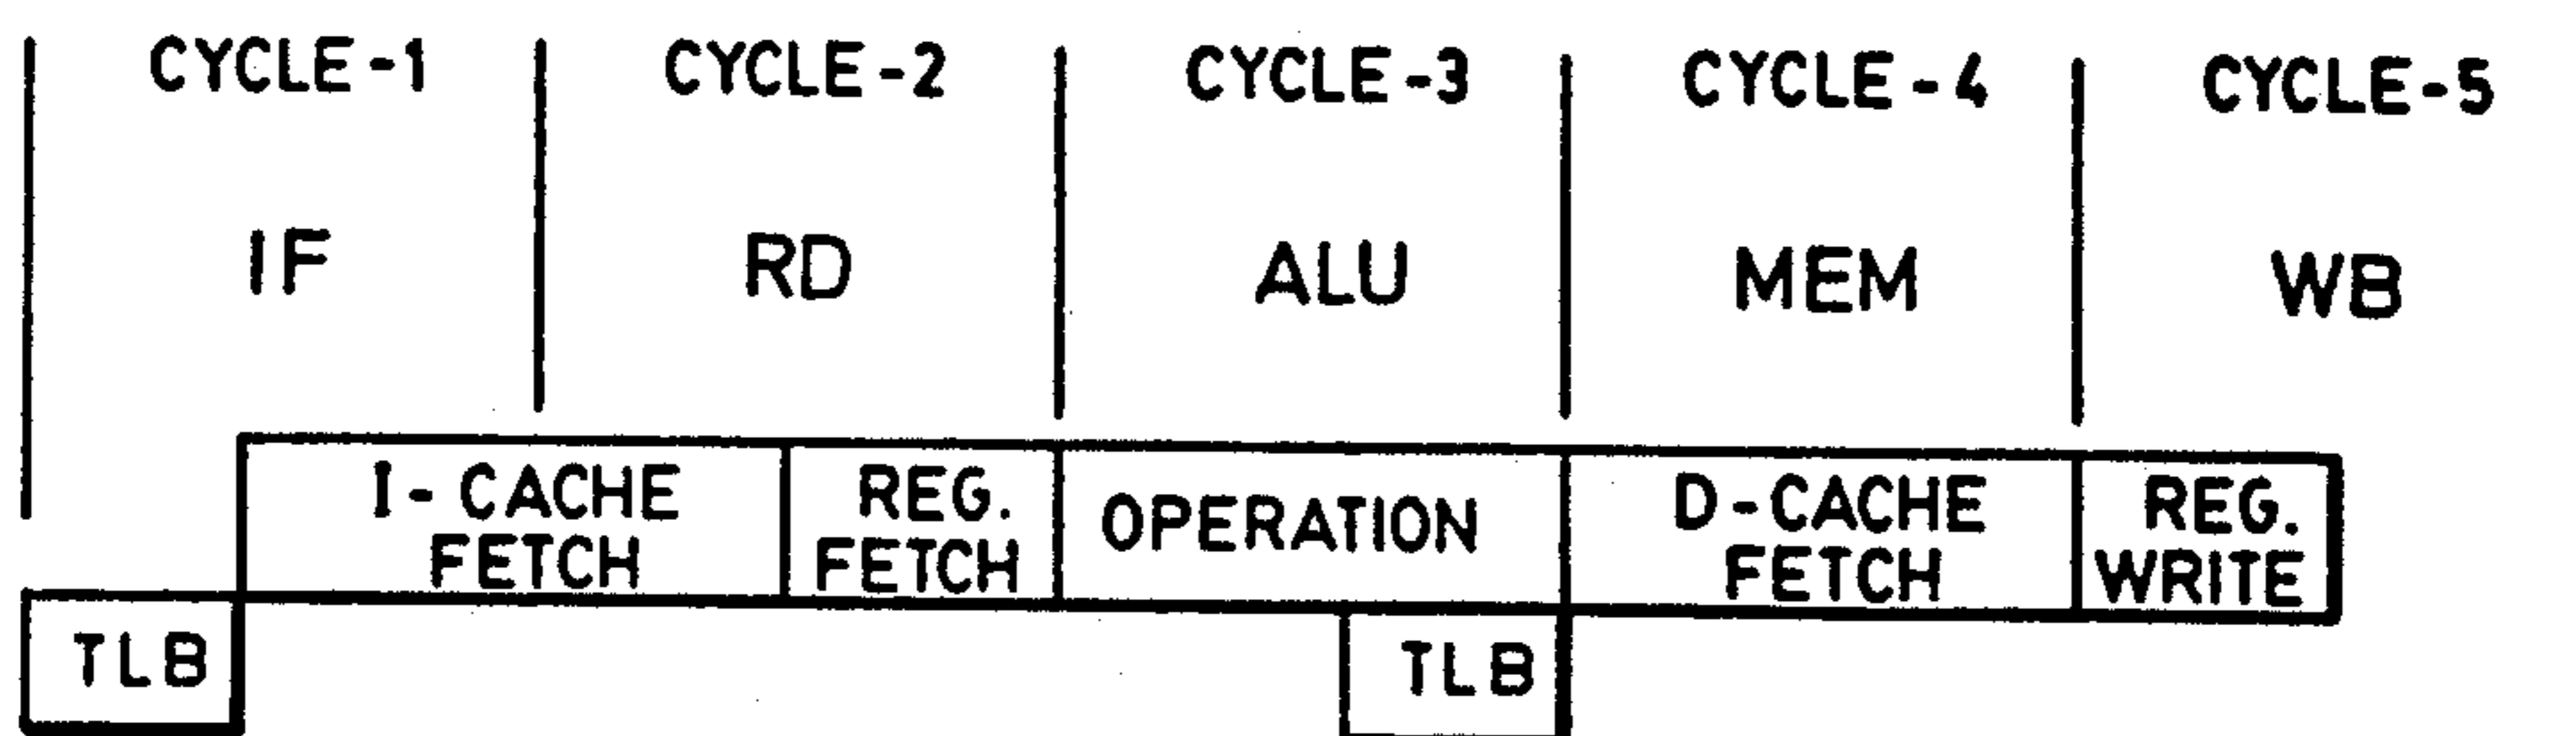 CYCLE-1 CYCLE-2 CYCLE-3 CYCLE-4 CYCLE-5
IF RD ALU MEM WB
I-CACHE FETCH
REG. FETCH
OPERATION
D-CACHE FETCH
REG. WRITE
TLB TLB